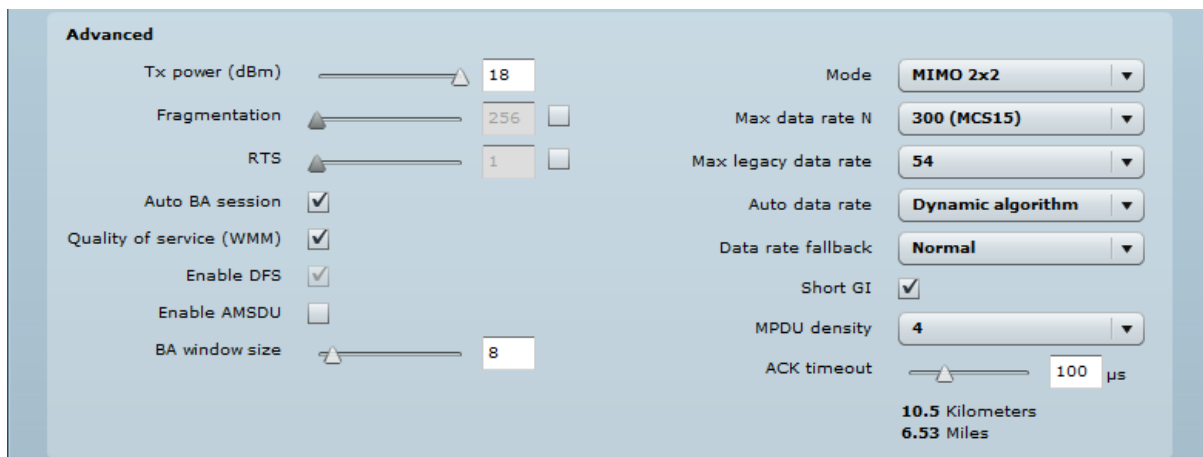 Advanced
Tx power (dBm) 18
Fragmentation 256
RTS 1
Auto BA session
Quality of service (WMM)
Enable DFS
Enable AMSDU
BA window size 8
Mode MIMO 2x2
Max data rate N 300 (MCS15)
Max legacy data rate 54
Auto data rate Dynamic algorithm
Data rate fallback Normal
Short GI
MPDU density 4
ACK timeout 100 µs
10.5 Kilometers
6.53 Miles